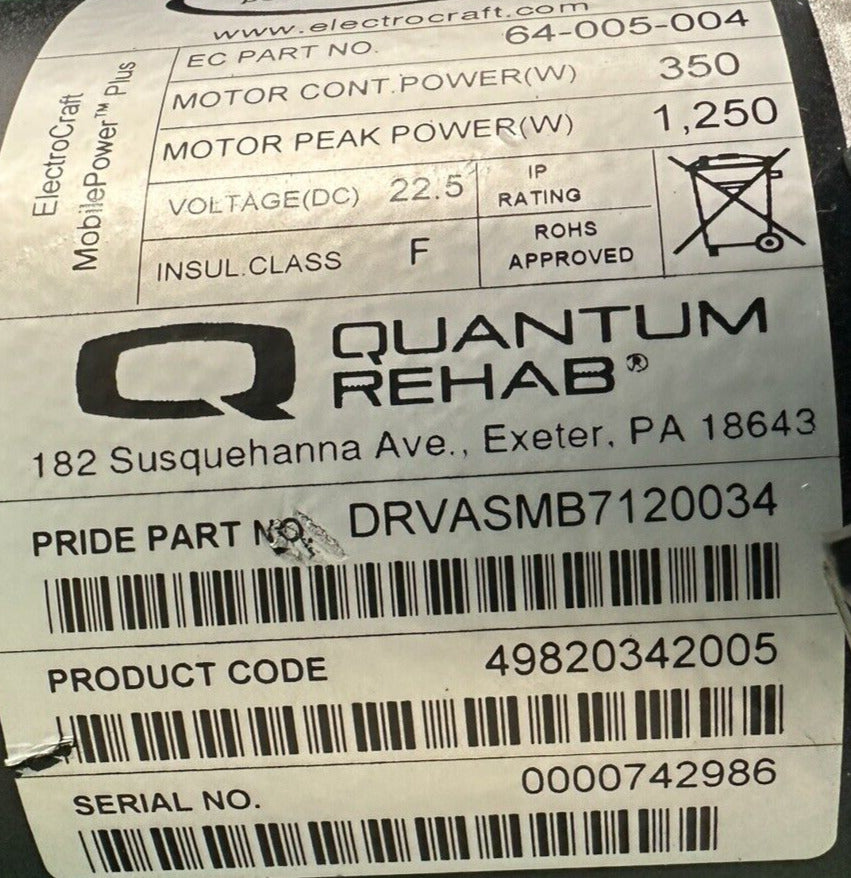 www.electrocraft.com
ElectroCraft
MobilePower™ Plus
EC PART NO. 64-005-004
MOTOR CONT.POWER(W) 350
MOTOR PEAK POWER(W) 1,250
VOLTAGE(DC) 22.5 IP RATING
INSUL.CLASS F ROHS APPROVED
QUANTUM
REHAB®
182 Susquehanna Ave., Exeter, PA 18643
PRIDE PART NO. DRVASMB7120034
PRODUCT CODE 49820342005
SERIAL NO. 0000742986